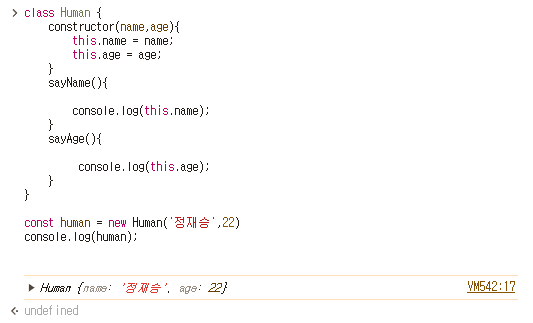 class Human {
    constructor(name,age){
        this.name = name;
        this.age = age;
    }
    sayName(){
        console.log(this.name);
    }
    sayAge(){
         console.log(this.age);
    }
}
const human = new Human('정재승',22)
console.log(human);
Human {name: '정재승', age: 22} VM542:17
undefined